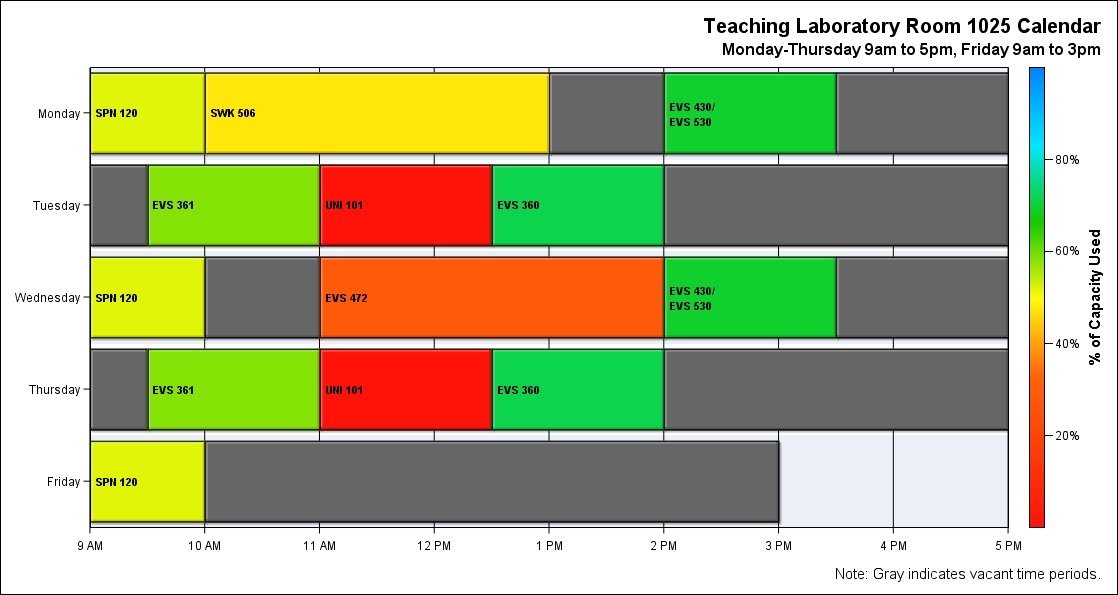 Teaching Laboratory Room 1025 Calendar
Monday-Thursday 9am to 5pm, Friday 9am to 3pm
Monday
SPN 120
SWK 506
EVS 430/
EVS 530
Tuesday
EVS 361
UNI 101
EVS 360
Wednesday
SPN 120
EVS 472
EVS 430/
EVS 530
Thursday
EVS 361
UNI 101
EVS 360
Friday
SPN 120
9 AM 10 AM 11 AM 12 PM 1 PM 2 PM 3 PM 4 PM 5 PM
80%
60%
40%
20%
% of Capacity Used
Note: Gray indicates vacant time periods.